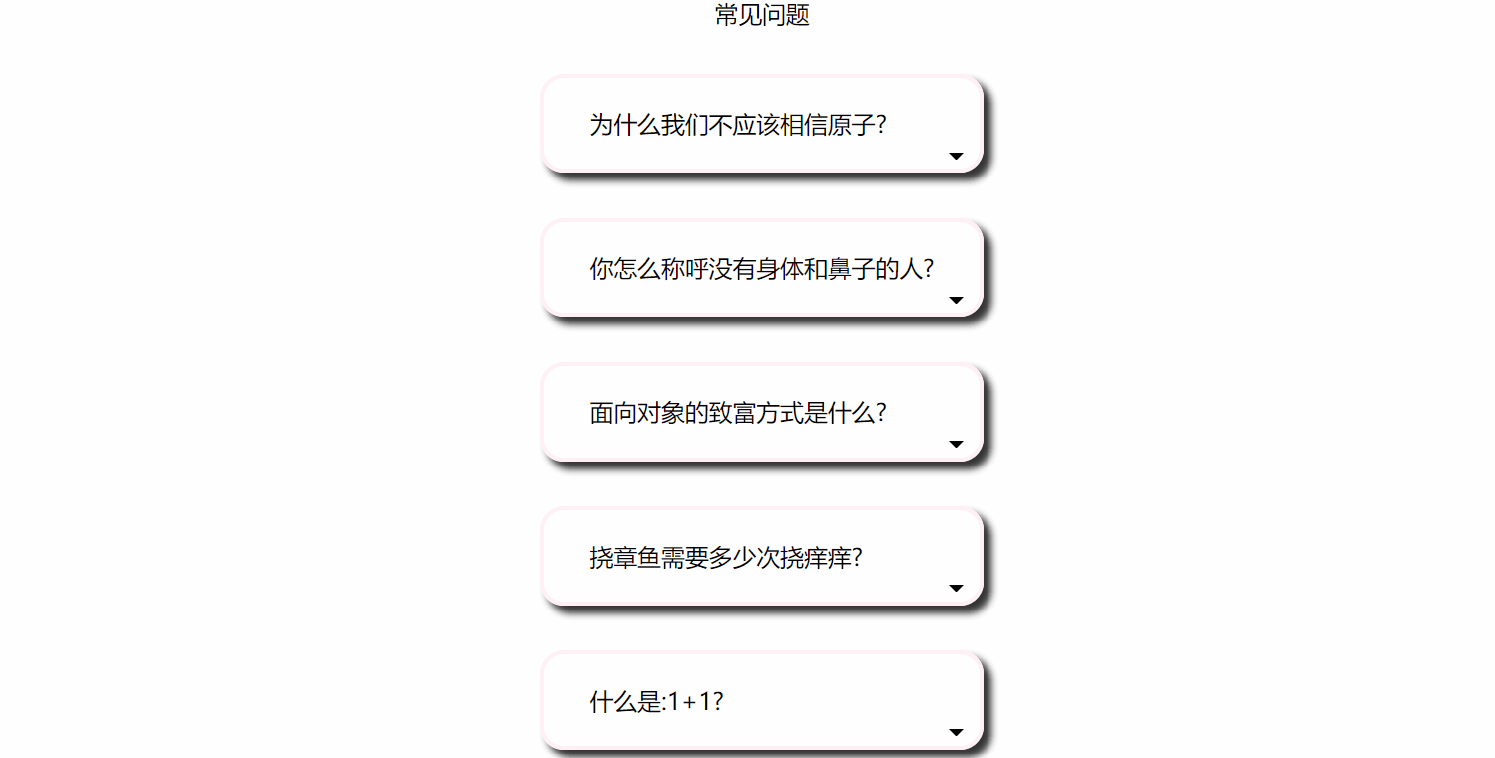 常见问题
为什么我们不应该相信原子?
你怎么称呼没有身体和鼻子的人?
面向对象的致富方式是什么?
挠章鱼需要多少次挠痒痒?
什么是:1+1?